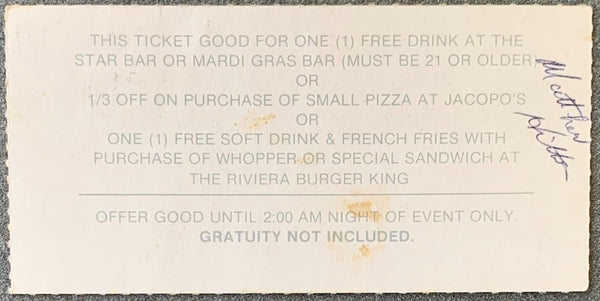 THIS TICKET GOOD FOR ONE (1) FREE DRINK AT THE
STAR BAR OR MARDI GRAS BAR (MUST BE 21 OR OLDER)
OR
1/3 OFF ON PURCHASE OF SMALL PIZZA AT JACOPO'S
OR
ONE (1) FREE SOFT DRINK & FRENCH FRIES WITH
PURCHASE OF WHOPPER OR SPECIAL SANDWICH AT
THE RIVIERA BURGER KING
OFFER GOOD UNTIL 2:00 AM NIGHT OF EVENT ONLY.
GRATUITY NOT INCLUDED.
Matthew